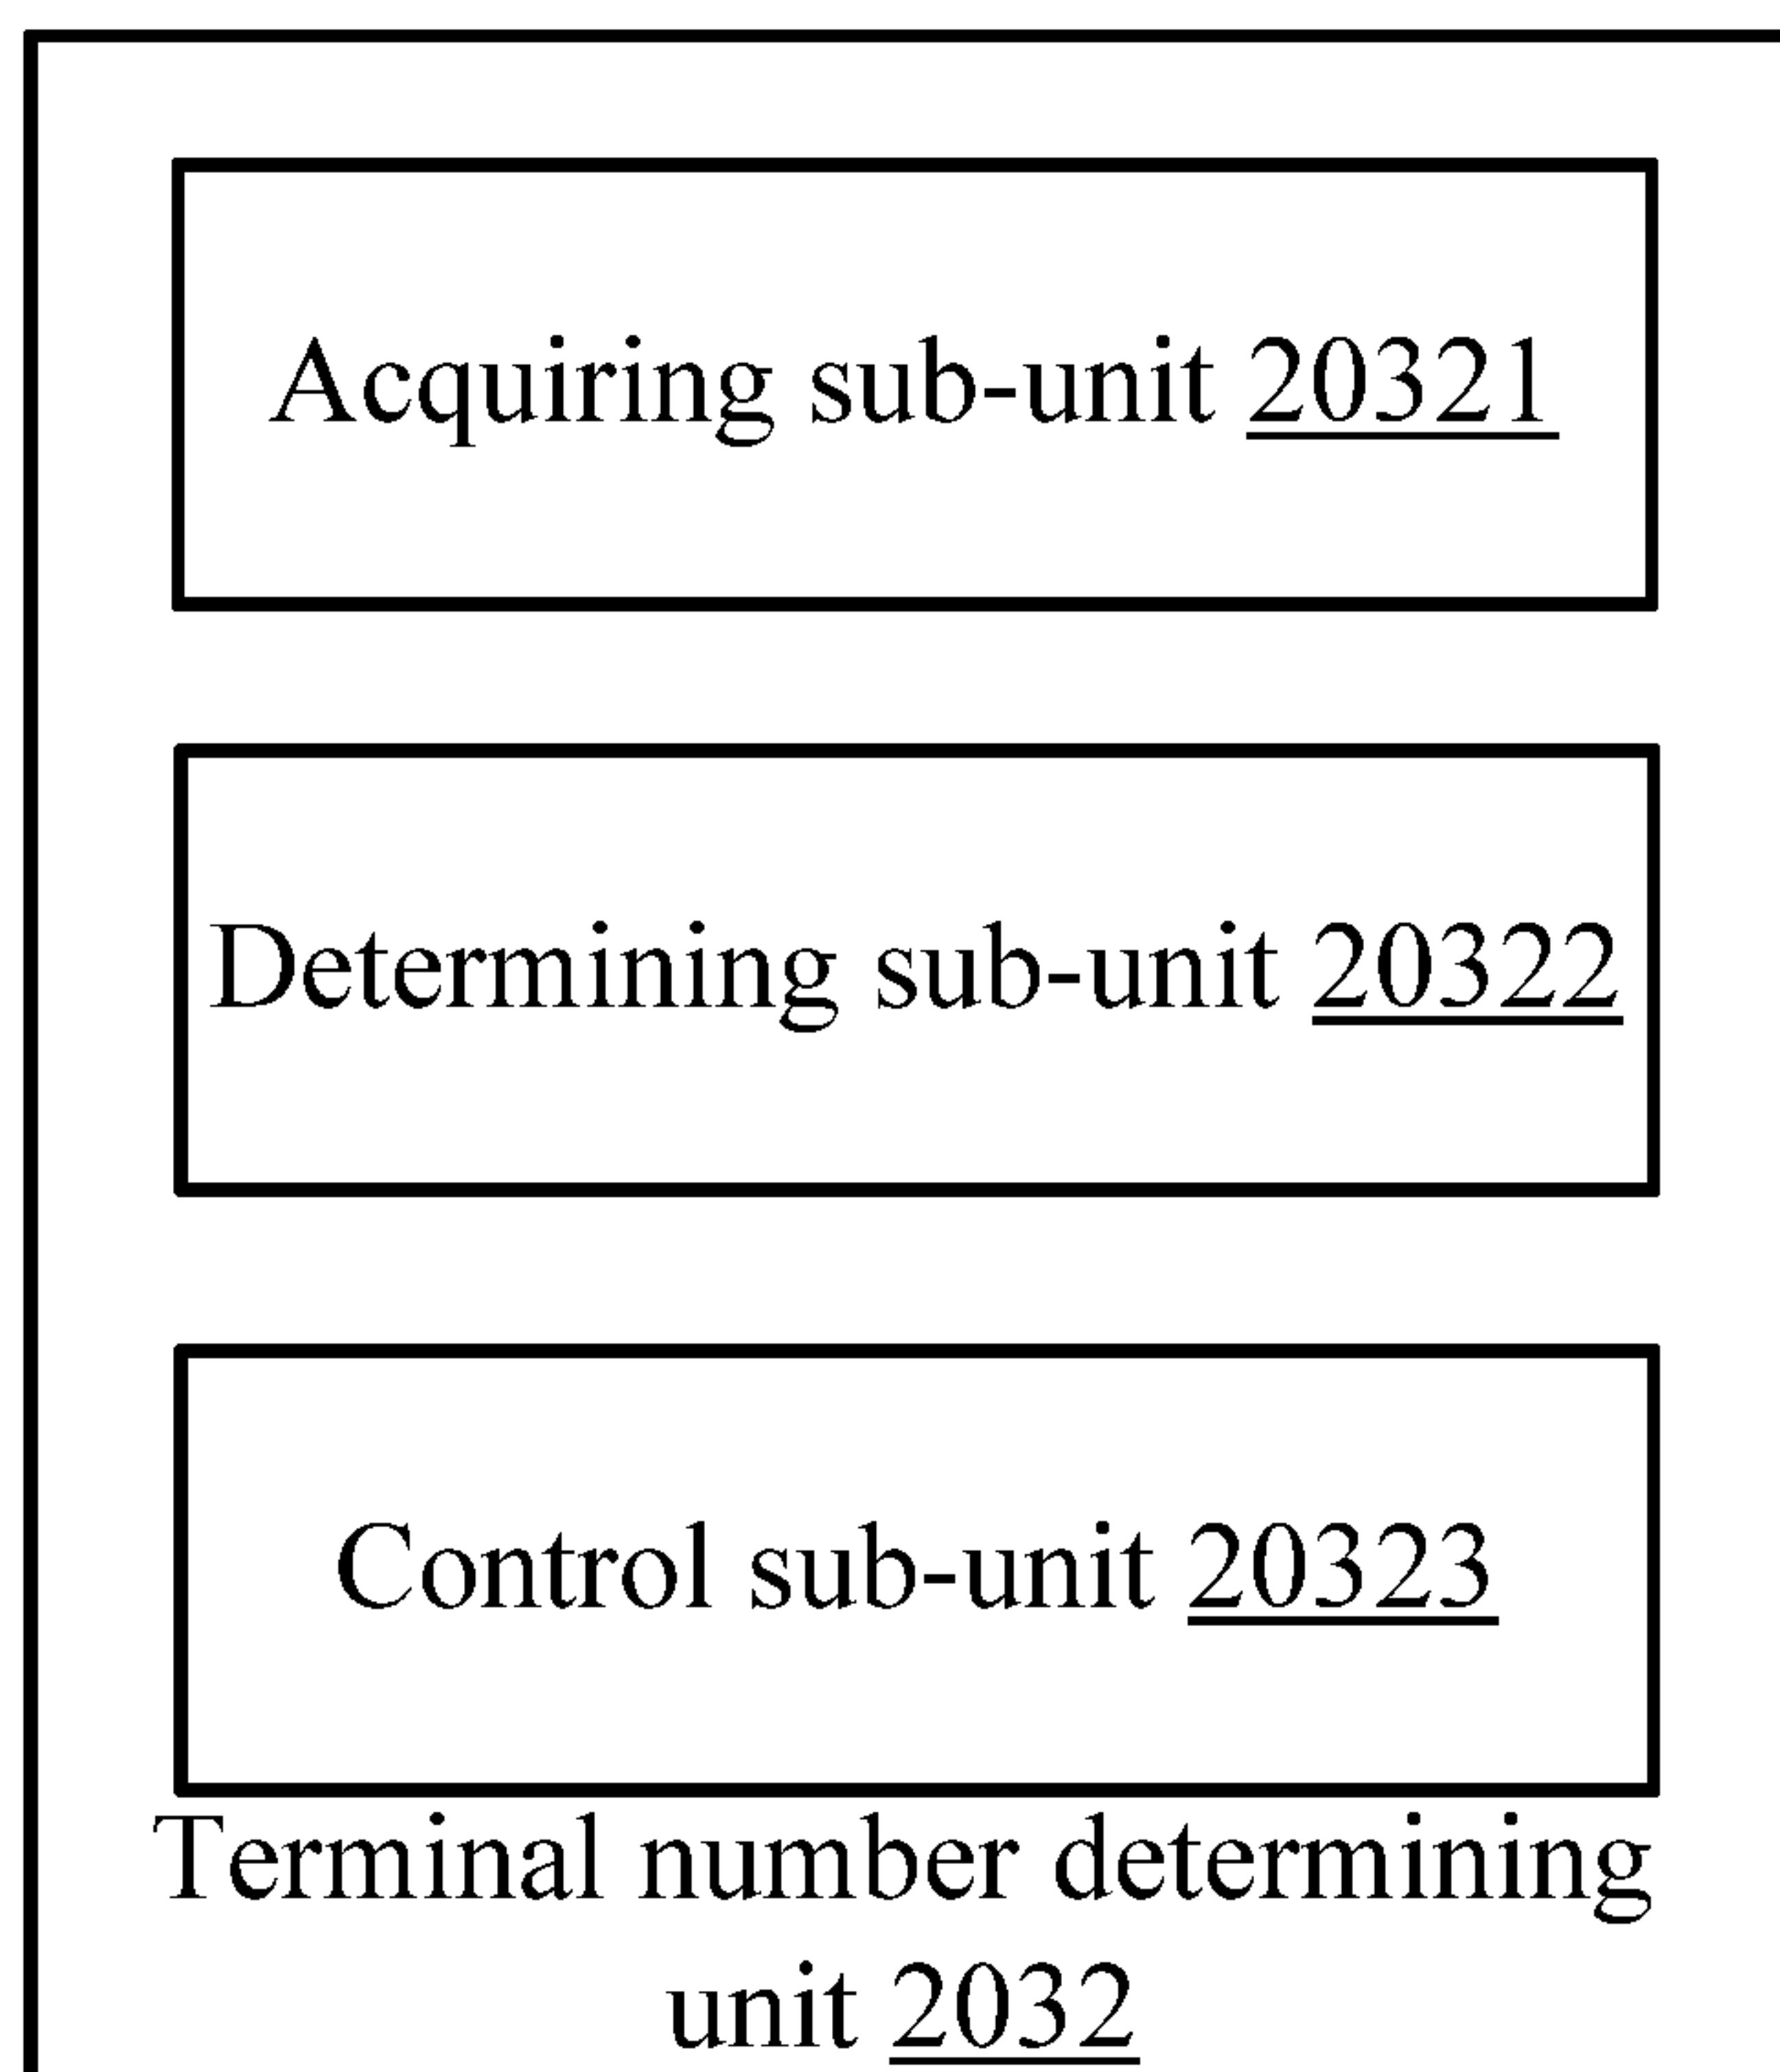 Acquiring sub-unit 20321
Determining sub-unit 20322
Control sub-unit 20323
Terminal number determining
unit 2032